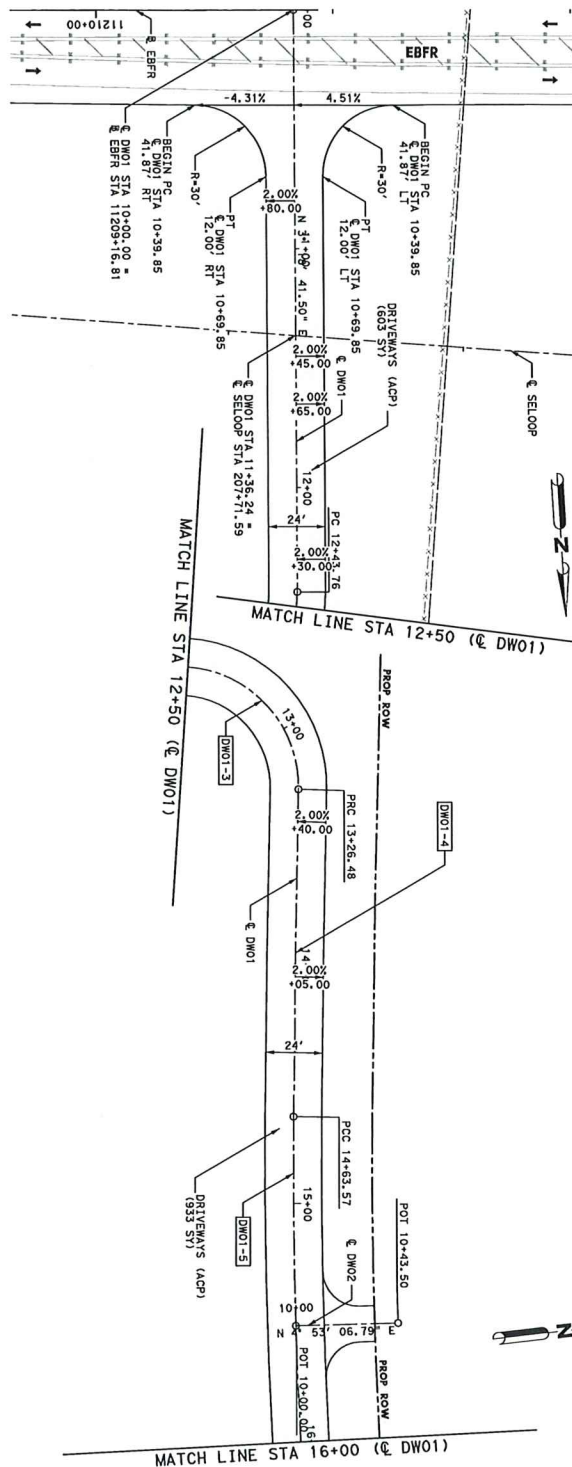 11210+00
℄ EBFR
EBFR
-4.31%
4.51%
℄ DW01 STA 10+00.00 =
℄ EBFR STA 11209+16.81
BEGIN PC
℄ DW01 STA 10+39.85
41.87' RT
R=30'
PT
℄ DW01 STA 10+69.85
12.00' RT
BEGIN PC
℄ DW01 STA 10+39.85
41.87' LT
R=30'
PT
℄ DW01 STA 10+69.85
12.00' LT
2.00%
+80.00
41.50" E
11+00
DRIVEWAYS (ACP)
(603 SY)
℄ SELOOP
2.00%
+45.00
℄ DW01
2.00%
+65.00
℄ DW01 STA 11+36.24 =
℄ SELOOP STA 207+71.59
12+00
24'
PC 12+43.76
2.00%
+30.00
N
MATCH LINE STA 12+50 (℄ DW01)
MATCH LINE STA 12+50 (℄ DW01)
PROP ROW
13+00
DW01-3
PRC 13+26.48
2.00%
+40.00
DW01-4
℄ DW01
14
2.00%
+05.00
24'
PCC 14+63.57
DRIVEWAYS (ACP)
(933 SY)
DW01-5
15+00
℄ DW02
POT 10+43.50
10+00
53' 06.79" E
POT 10+00.00
16
PROP ROW
N
MATCH LINE STA 16+00 (℄ DW01)